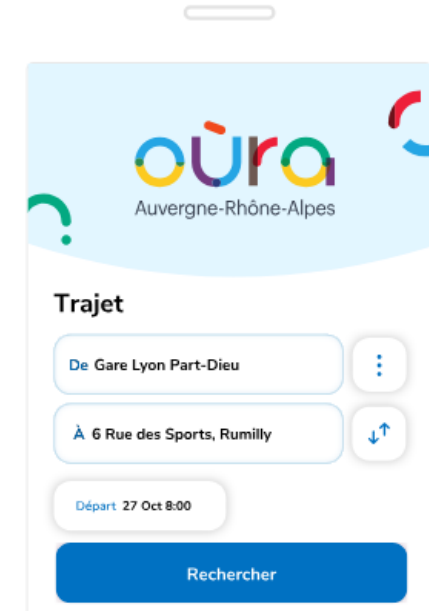 oùra
Auvergne-Rhône-Alpes
Trajet
De Gare Lyon Part-Dieu
À 6 Rue des Sports, Rumilly
Départ 27 Oct 8:00
Rechercher